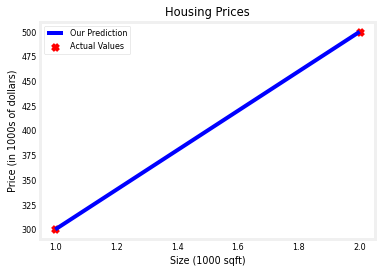 Housing Prices
Our Prediction
Actual Values
500
475
450
425
400
375
350
325
300
Price (in 1000s of dollars)
1.0 1.2 1.4 1.6 1.8 2.0
Size (1000 sqft)